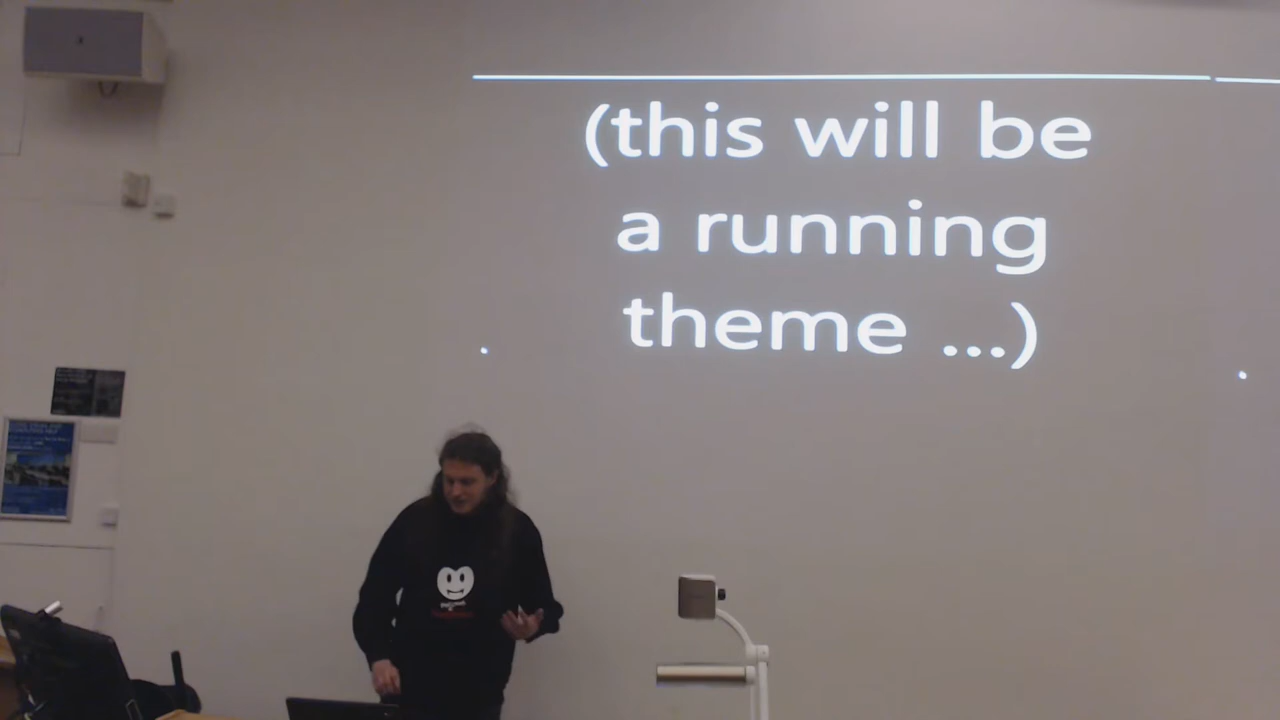 (this will be
a running
theme ...)